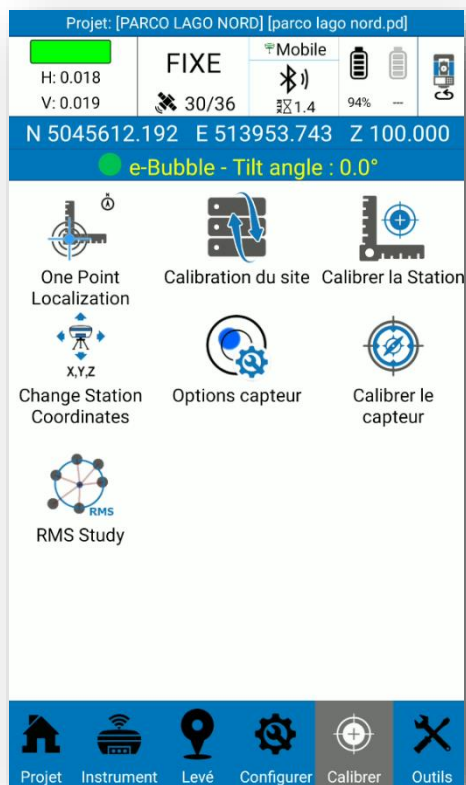 Projet: [PARCO LAGO NORD] [parco lago nord.pd]
H: 0.018
V: 0.019
FIXE
30/36
Mobile
1.4
94%
--
N 5045612.192 E 513953.743 Z 100.000
e-Bubble - Tilt angle : 0.0°
N
One Point
Localization
Calibration du site
Calibrer la Station
X,Y,Z
Change Station
Coordinates
Options capteur
Calibrer le
capteur
RMS
RMS Study
Projet
Instrument
Levé
Configurer
Calibrer
Outils